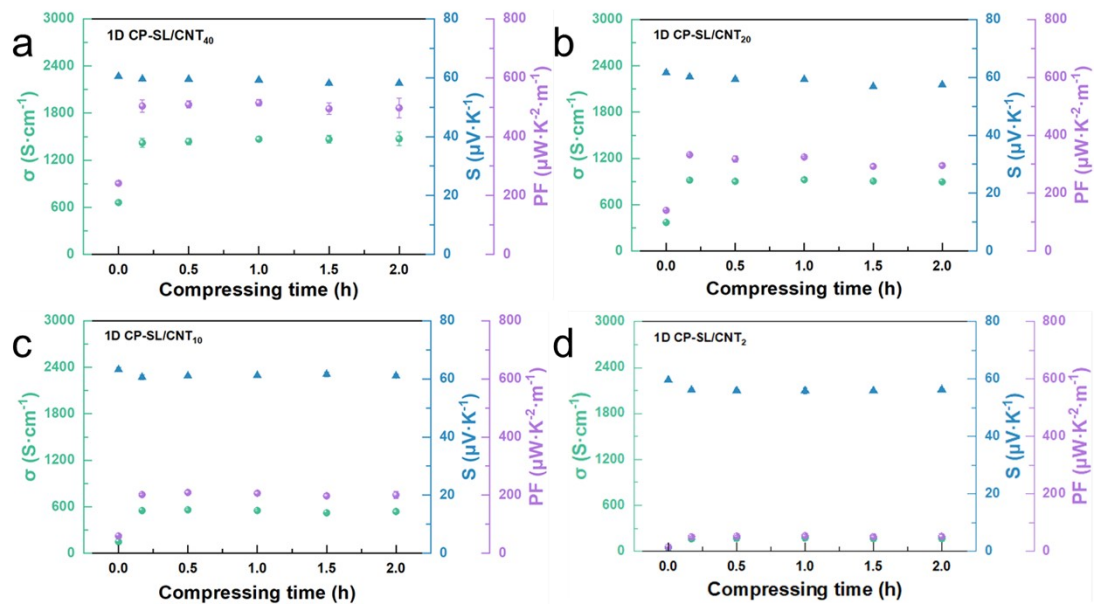 a
1D CP-SL/CNT₄₀
3000
2400
1800
1200
600
0
σ (S·cm⁻¹)
80
60
40
20
0
S (μV·K⁻¹)
800
600
400
200
0
PF (μW·K⁻²·m⁻¹)
0.0 0.5 1.0 1.5 2.0
Compressing time (h)
b
1D CP-SL/CNT₂₀
3000
2400
1800
1200
600
0
σ (S·cm⁻¹)
80
60
40
20
0
S (μV·K⁻¹)
800
600
400
200
0
PF (μW·K⁻²·m⁻¹)
0.0 0.5 1.0 1.5 2.0
Compressing time (h)
c
1D CP-SL/CNT₁₀
3000
2400
1800
1200
600
0
σ (S·cm⁻¹)
80
60
40
20
0
S (μV·K⁻¹)
800
600
400
200
0
PF (μW·K⁻²·m⁻¹)
0.0 0.5 1.0 1.5 2.0
Compressing time (h)
d
1D CP-SL/CNT₂
3000
2400
1800
1200
600
0
σ (S·cm⁻¹)
80
60
40
20
0
S (μV·K⁻¹)
800
600
400
200
0
PF (μW·K⁻²·m⁻¹)
0.0 0.5 1.0 1.5 2.0
Compressing time (h)